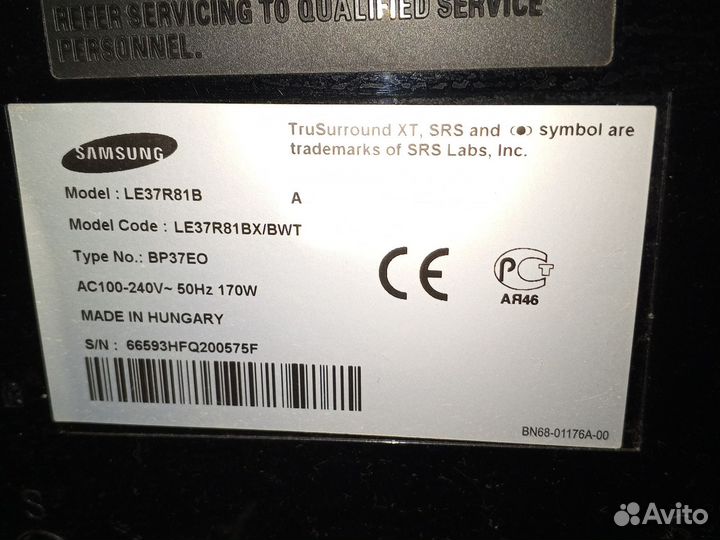 REFER SERVICING TO QUALIFIED SERVICE
PERSONNEL.
SAMSUNG
TruSurround XT, SRS and (●) symbol are
trademarks of SRS Labs, Inc.
Model : LE37R81B A
Model Code : LE37R81BX/BWT
Type No.: BP37EO
AC100-240V~ 50Hz 170W
MADE IN HUNGARY
S/N : 66593HFQ200575F
CE
РСТ
АЯ46
BN68-01176A-00
S
Avito